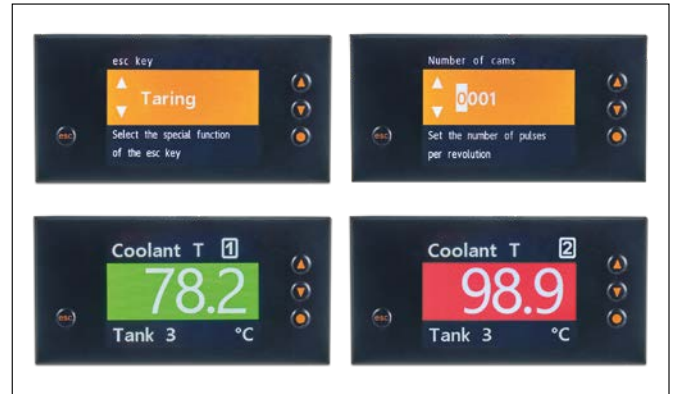 esc key
Taring
Select the special function
of the esc key
esc
Number of cams
0001
Set the number of pulses
per revolution
esc
Coolant T 1
78.2
Tank 3 °C
esc
Coolant T 2
98.9
Tank 3 °C
esc